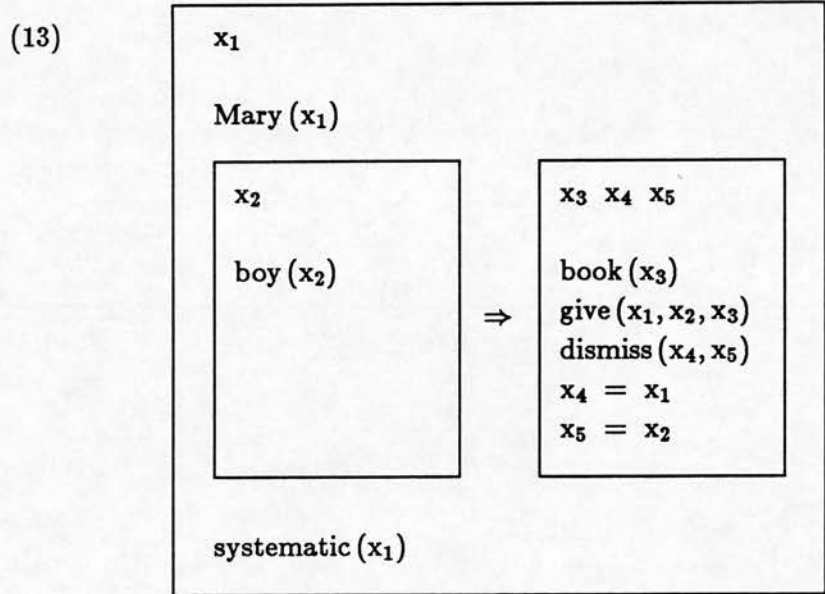 (13)
x₁
Mary (x₁)
x₂
boy (x₂)
⇒
x₃ x₄ x₅
book (x₃)
give (x₁, x₂, x₃)
dismiss (x₄, x₅)
x₄ = x₁
x₅ = x₂
systematic (x₁)